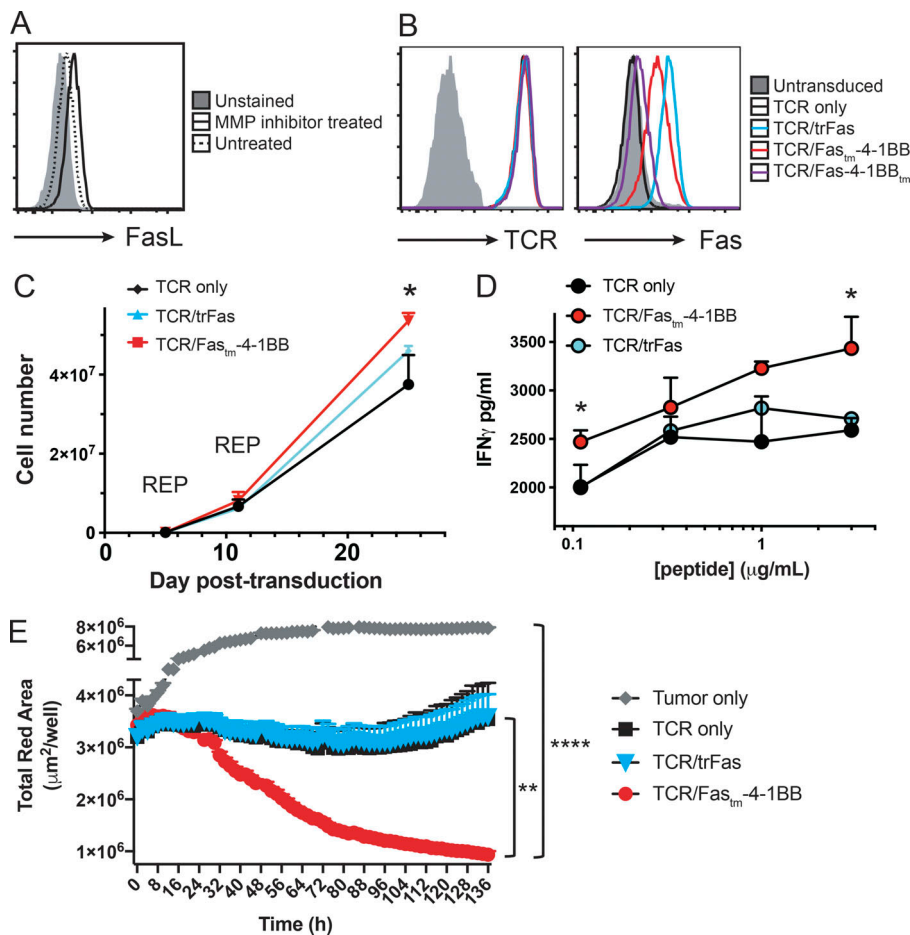 A
Unstained
MMP inhibitor treated
Untreated
FasL
B
TCR
Fas
Untransduced
TCR only
TCR/trFas
TCR/Fas_tm-4-1BB
TCR/Fas-4-1BB_tm
C
TCR only
TCR/trFas
TCR/Fas_tm-4-1BB
*
4×10⁷
2×10⁷
0
REP
REP
Cell number
0
10
20
Day post-transduction
D
TCR only
TCR/Fas_tm-4-1BB
TCR/trFas
*
*
3500
3000
2500
2000
IFNγ pg/ml
0.1
1
[peptide] (μg/mL)
E
8×10⁶
6×10⁶
4×10⁶
3×10⁶
2×10⁶
1×10⁶
Total Red Area
(μm²/well)
0 8 16 24 32 40 48 56 64 72 80 88 96 104 112 120 128 136
Time (h)
**
****
Tumor only
TCR only
TCR/trFas
TCR/Fas_tm-4-1BB